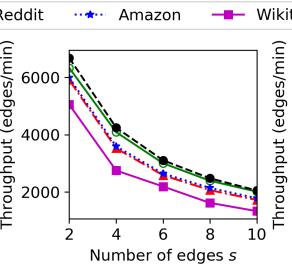 Reddit Amazon
Throughput (edges/min)
6000
4000
2000
2 4 6 8 10
Number of edges s
Throughput (edges/min)